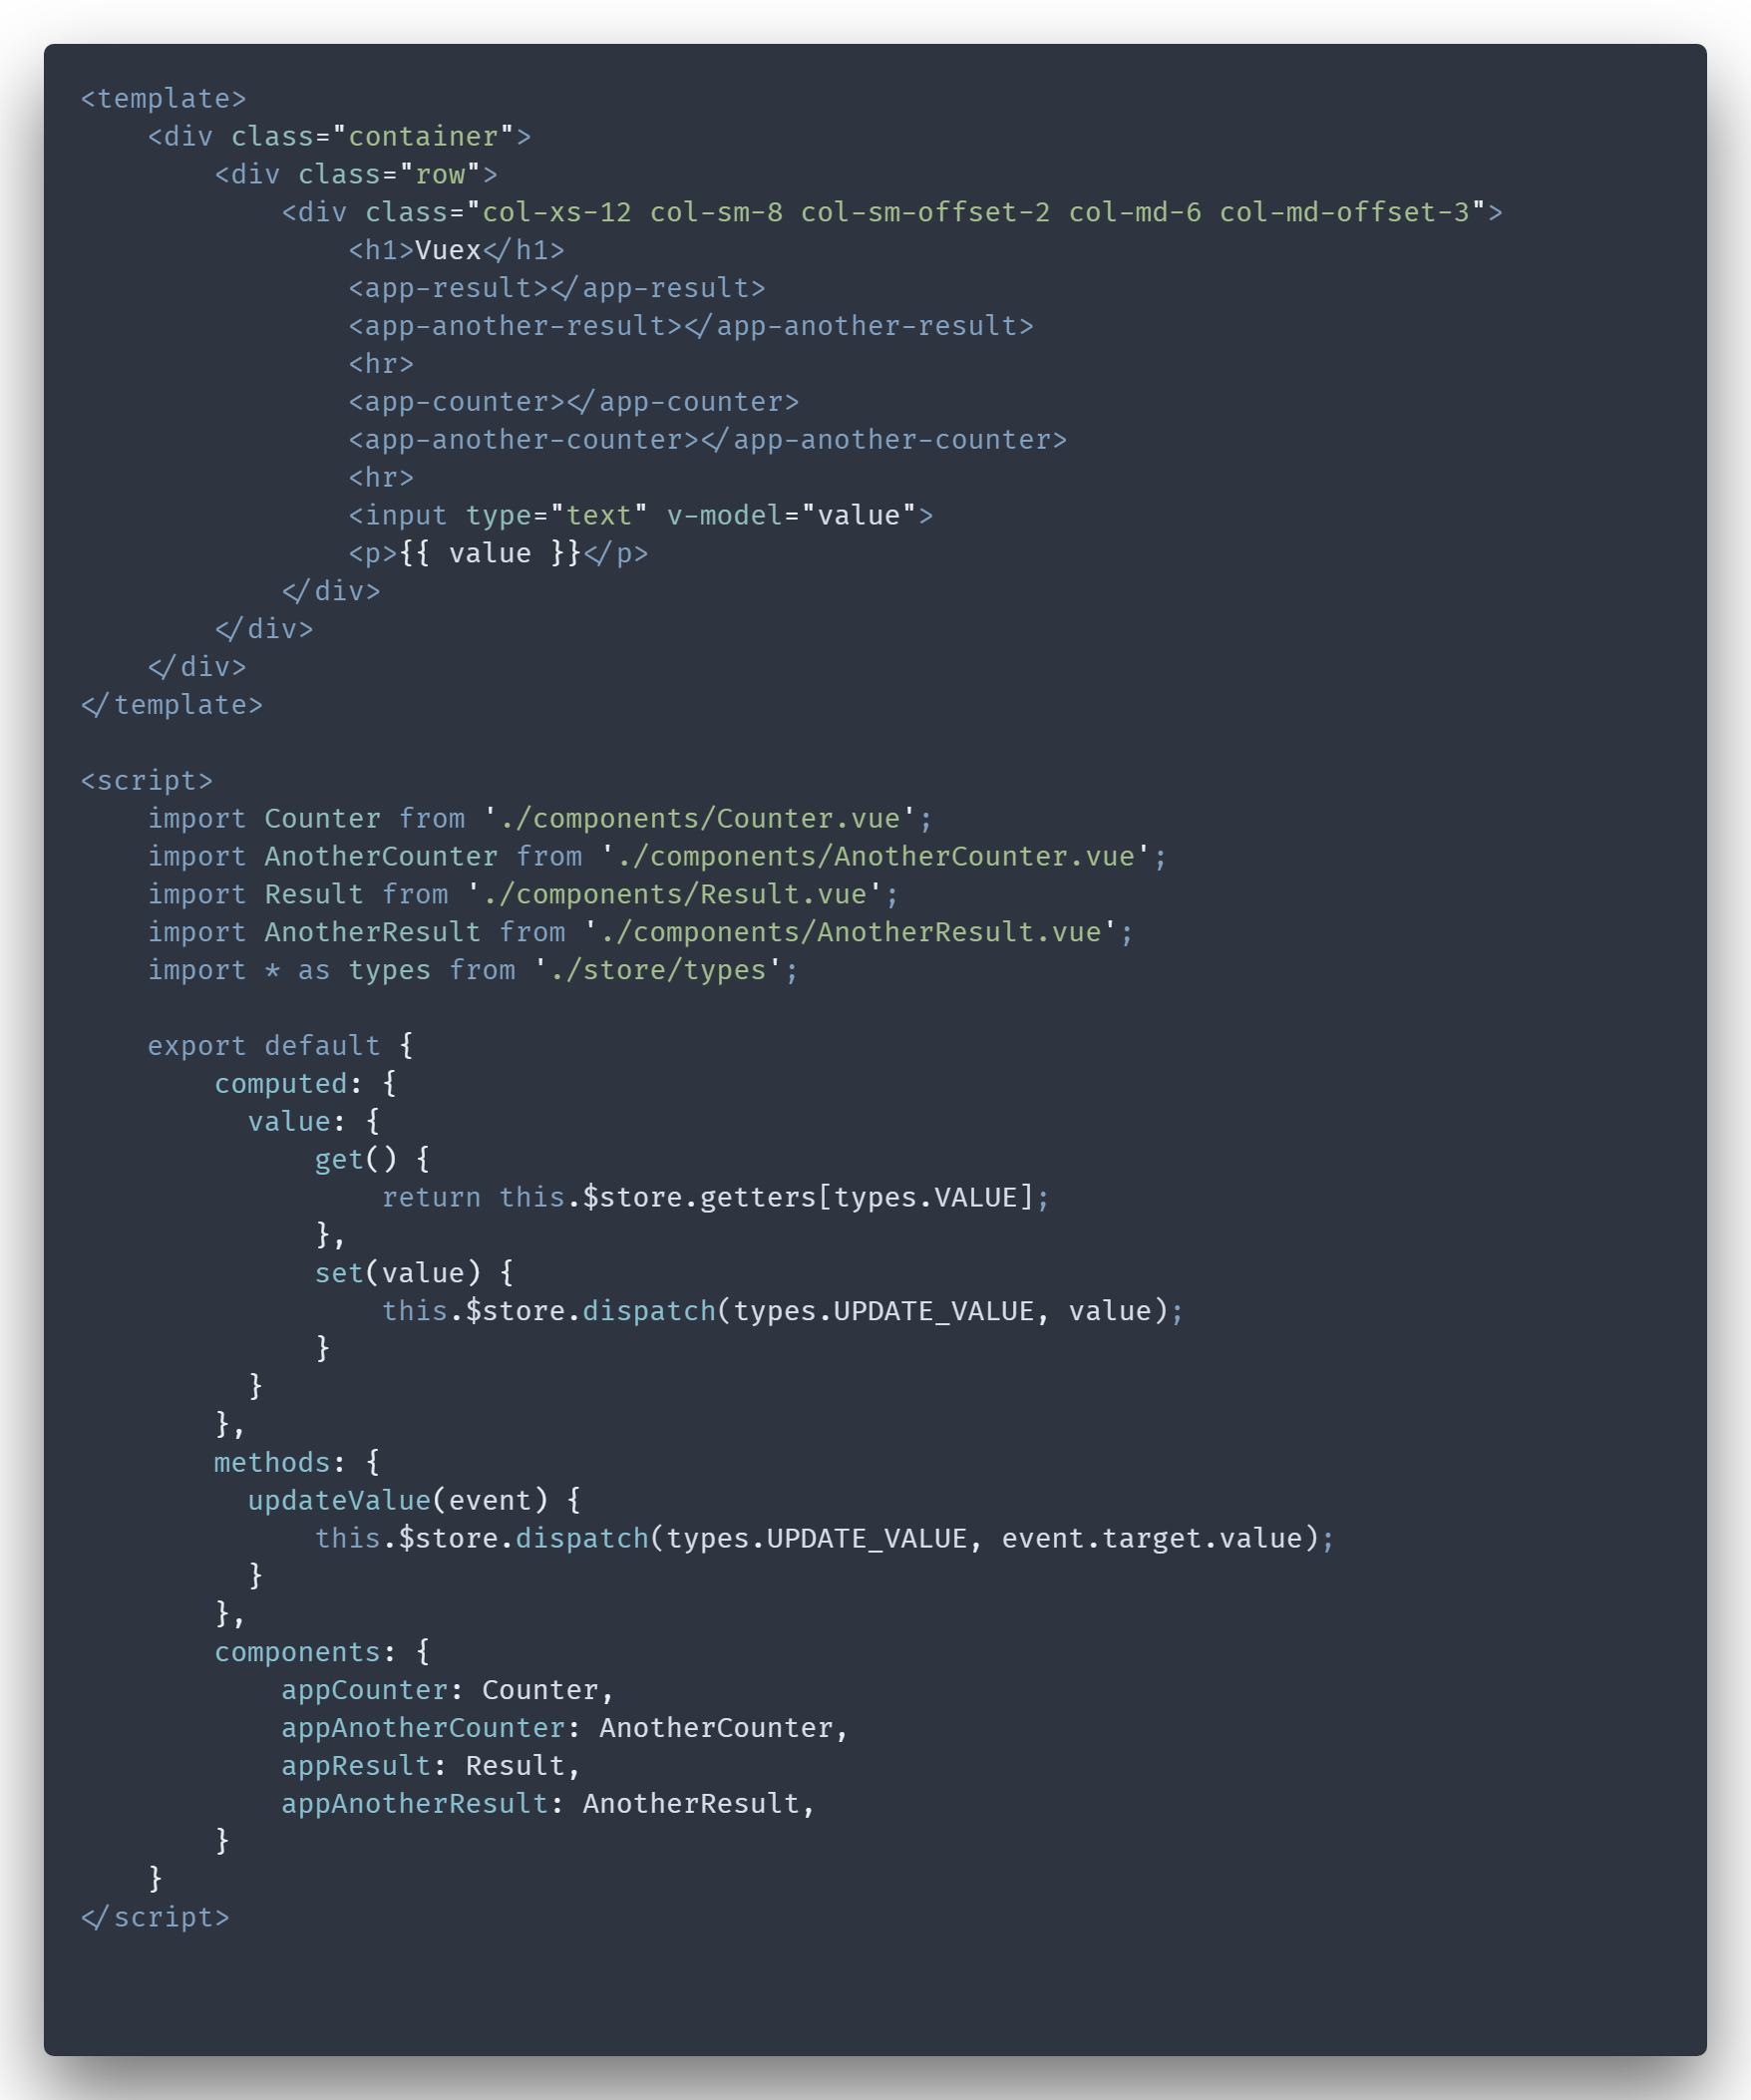 <template>
    <div class="container">
        <div class="row">
            <div class="col-xs-12 col-sm-8 col-sm-offset-2 col-md-6 col-md-offset-3">
                <h1>Vuex</h1>
                <app-result></app-result>
                <app-another-result></app-another-result>
                <hr>
                <app-counter></app-counter>
                <app-another-counter></app-another-counter>
                <hr>
                <input type="text" v-model="value">
                <p>{{ value }}</p>
            </div>
        </div>
    </div>
</template>

<script>
    import Counter from './components/Counter.vue';
    import AnotherCounter from './components/AnotherCounter.vue';
    import Result from './components/Result.vue';
    import AnotherResult from './components/AnotherResult.vue';
    import * as types from './store/types';

    export default {
        computed: {
          value: {
              get() {
                  return this.$store.getters[types.VALUE];
              },
              set(value) {
                  this.$store.dispatch(types.UPDATE_VALUE, value);
              }
          }
        },
        methods: {
          updateValue(event) {
              this.$store.dispatch(types.UPDATE_VALUE, event.target.value);
          }
        },
        components: {
            appCounter: Counter,
            appAnotherCounter: AnotherCounter,
            appResult: Result,
            appAnotherResult: AnotherResult,
        }
    }
</script>